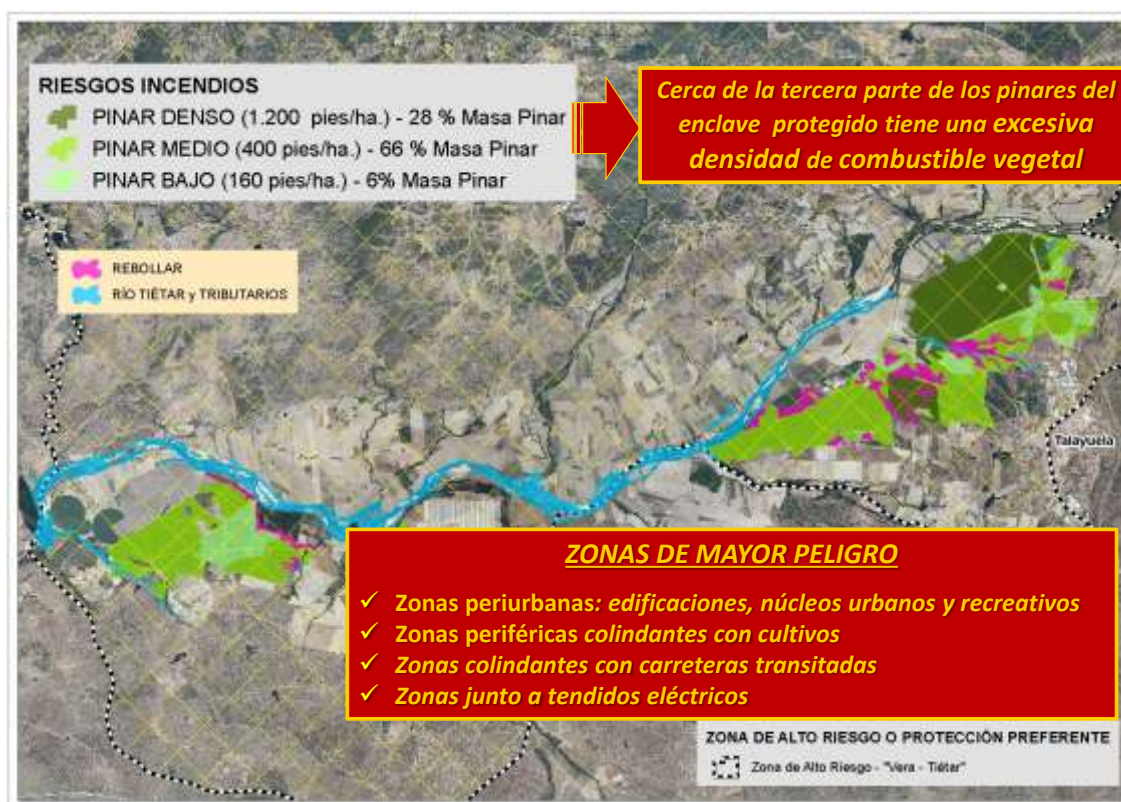 RIESGOS INCENDIOS
PINAR DENSO (1.200 pies/ha.) - 28 % Masa Pinar
PINAR MEDIO (400 pies/ha.) - 66 % Masa Pinar
PINAR BAJO (160 pies/ha.) - 6% Masa Pinar
Cerca de la tercera parte de los pinares del
enclave protegido tiene una excesiva
densidad de combustible vegetal
REBOLLAR
RÍO TIÉTAR y TRIBUTARIOS
Talayuela
ZONAS DE MAYOR PELIGRO
✓ Zonas periurbanas: edificaciones, núcleos urbanos y recreativos
✓ Zonas periféricas colindantes con cultivos
✓ Zonas colindantes con carreteras transitadas
✓ Zonas junto a tendidos eléctricos
ZONA DE ALTO RIESGO O PROTECCIÓN PREFERENTE
Zona de Alto Riesgo - "Vera - Tiétar"